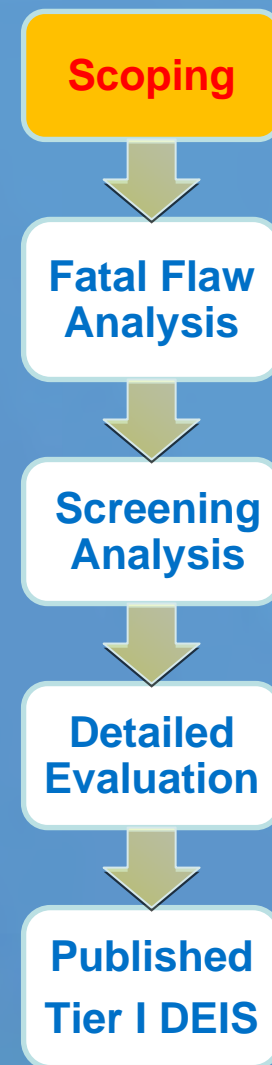 Scoping
Fatal Flaw
Analysis
Screening
Analysis
Detailed
Evaluation
Published
Tier I DEIS